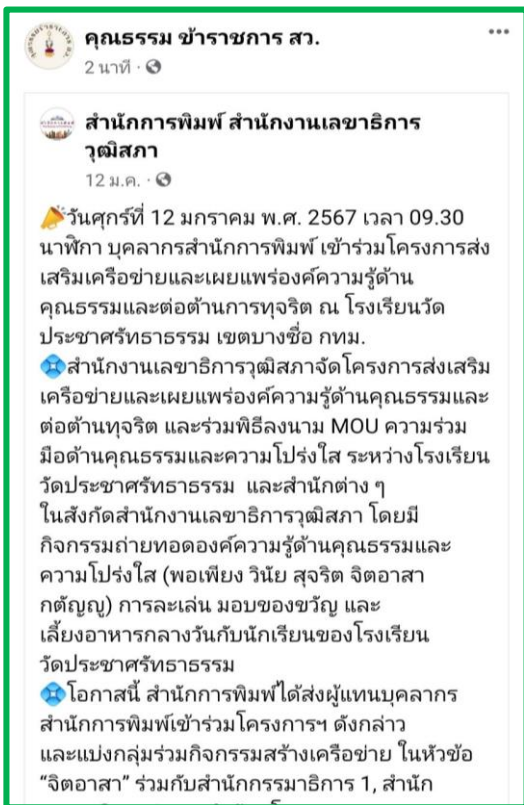 คุณธรรม ข้าราชการ สว.
2 นาที ·
สำนักการพิมพ์ สำนักงานเลขาธิการ
วุฒิสภา
12 ม.ค. ·
วันศุกร์ที่ 12 มกราคม พ.ศ. 2567 เวลา 09.30
นาฬิกา บุคลากรสำนักการพิมพ์ เข้าร่วมโครงการส่ง
เสริมเครือข่ายและเผยแพร่องค์ความรู้ด้าน
คุณธรรมและต่อต้านการทุจริต ณ โรงเรียนวัด
ประชาศรัทธาธรรม เขตบางซื่อ กทม.
สำนักงานเลขาธิการวุฒิสภาจัดโครงการส่งเสริม
เครือข่ายและเผยแพร่องค์ความรู้ด้านคุณธรรมและ
ต่อต้านทุจริต และร่วมพิธีลงนาม MOU ความร่วม
มือด้านคุณธรรมและความโปร่งใส ระหว่างโรงเรียน
วัดประชาศรัทธาธรรม และสำนักต่าง ๆ
ในสังกัดสำนักงานเลขาธิการวุฒิสภา โดยมี
กิจกรรมถ่ายทอดองค์ความรู้ด้านคุณธรรมและ
ความโปร่งใส (พอเพียง วินัย สุจริต จิตอาสา
กตัญญู) การละเล่น มอบของขวัญ และ
เลี้ยงอาหารกลางวันกับนักเรียนของโรงเรียน
วัดประชาศรัทธาธรรม
โอกาสนี้ สำนักการพิมพ์ได้ส่งผู้แทนบุคลากร
สำนักการพิมพ์เข้าร่วมโครงการฯ ดังกล่าว
และแบ่งกลุ่มร่วมกิจกรรมสร้างเครือข่าย ในหัวข้อ
“จิตอาสา” ร่วมกับสำนักกรรมาธิการ 1, สำนัก